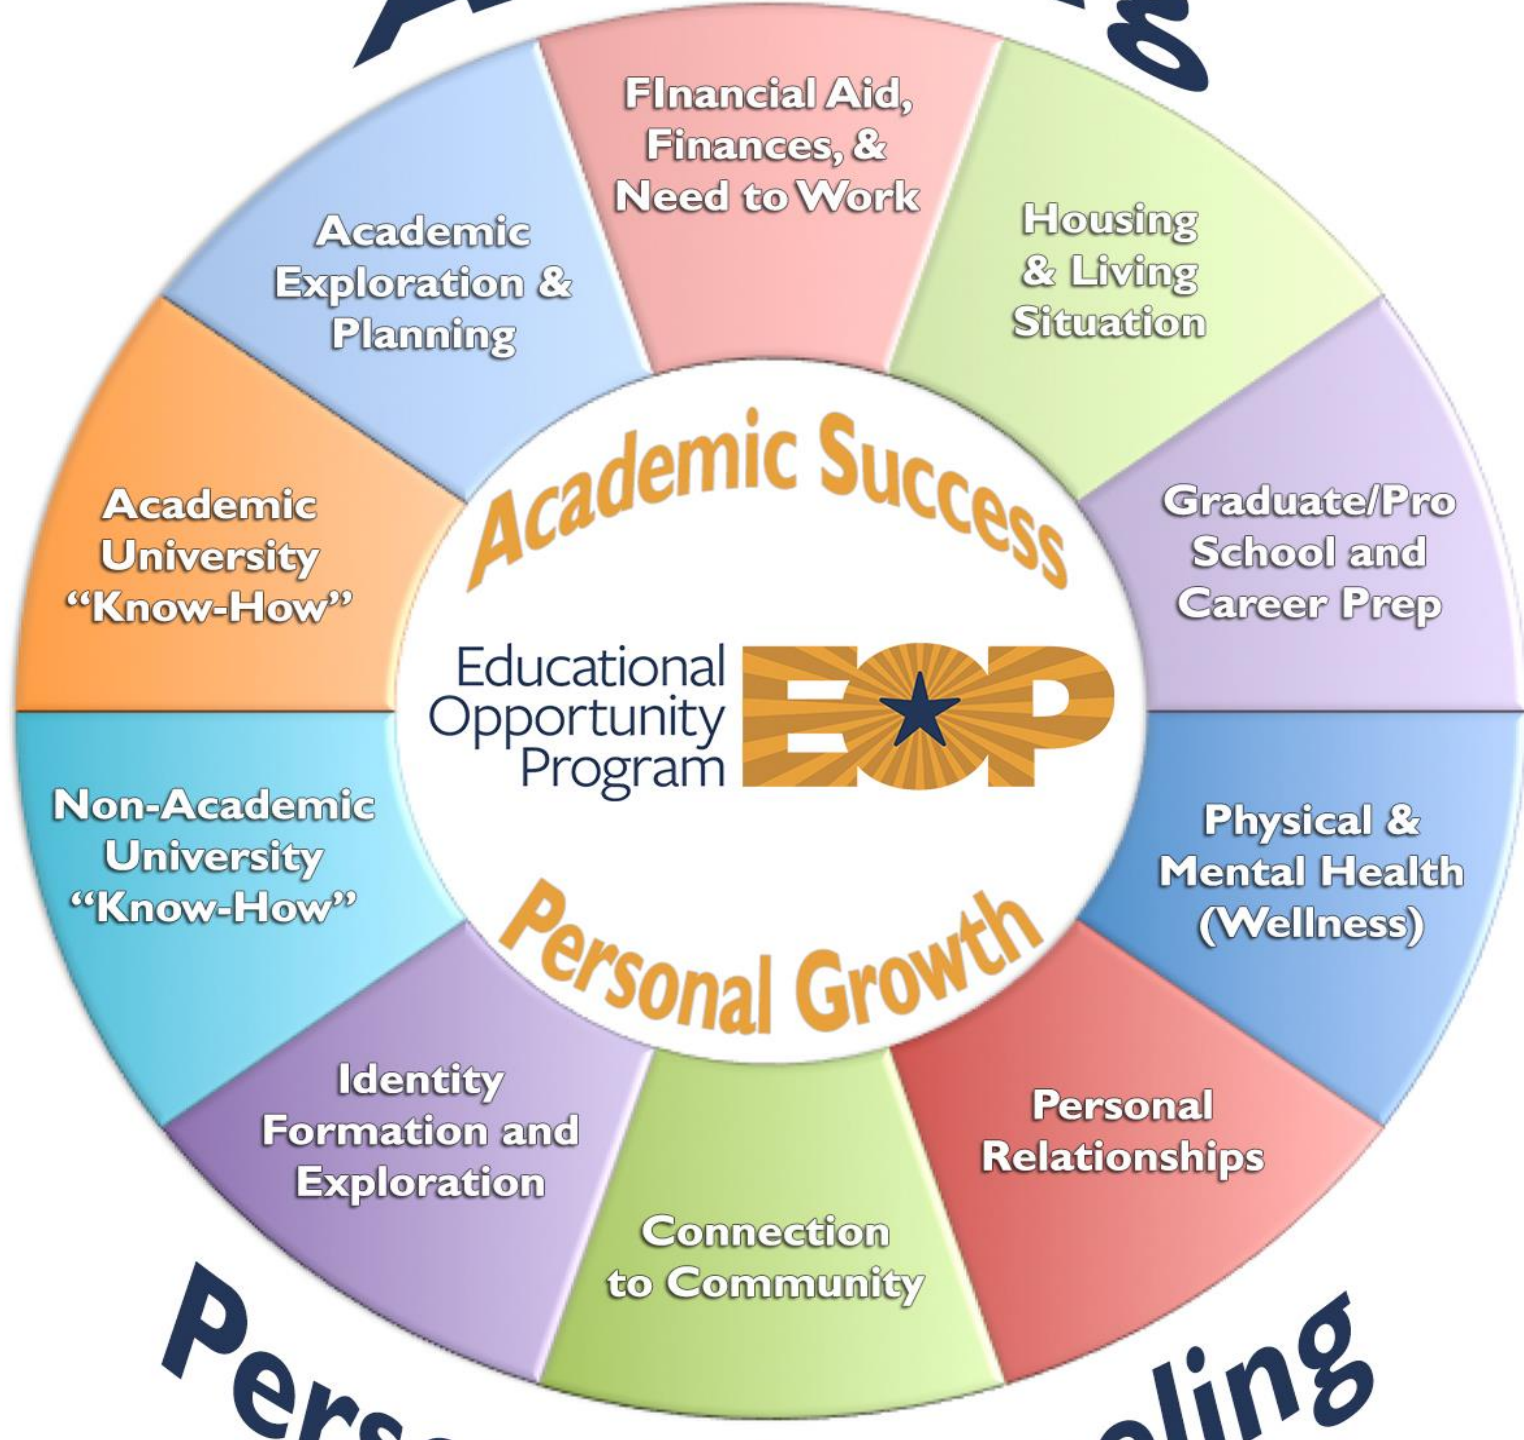 FInancial Aid,
Finances, &
Need to Work
Housing
& Living
Situation
Graduate/Pro
School and
Career Prep
Physical &
Mental Health
(Wellness)
Personal
Relationships
Connection
to Community
Identity
Formation and
Exploration
Non-Academic
University
“Know-How”
Academic
University
“Know-How”
Academic
Exploration &
Planning
Academic Success
Educational
Opportunity
Program
EOP
Personal Growth